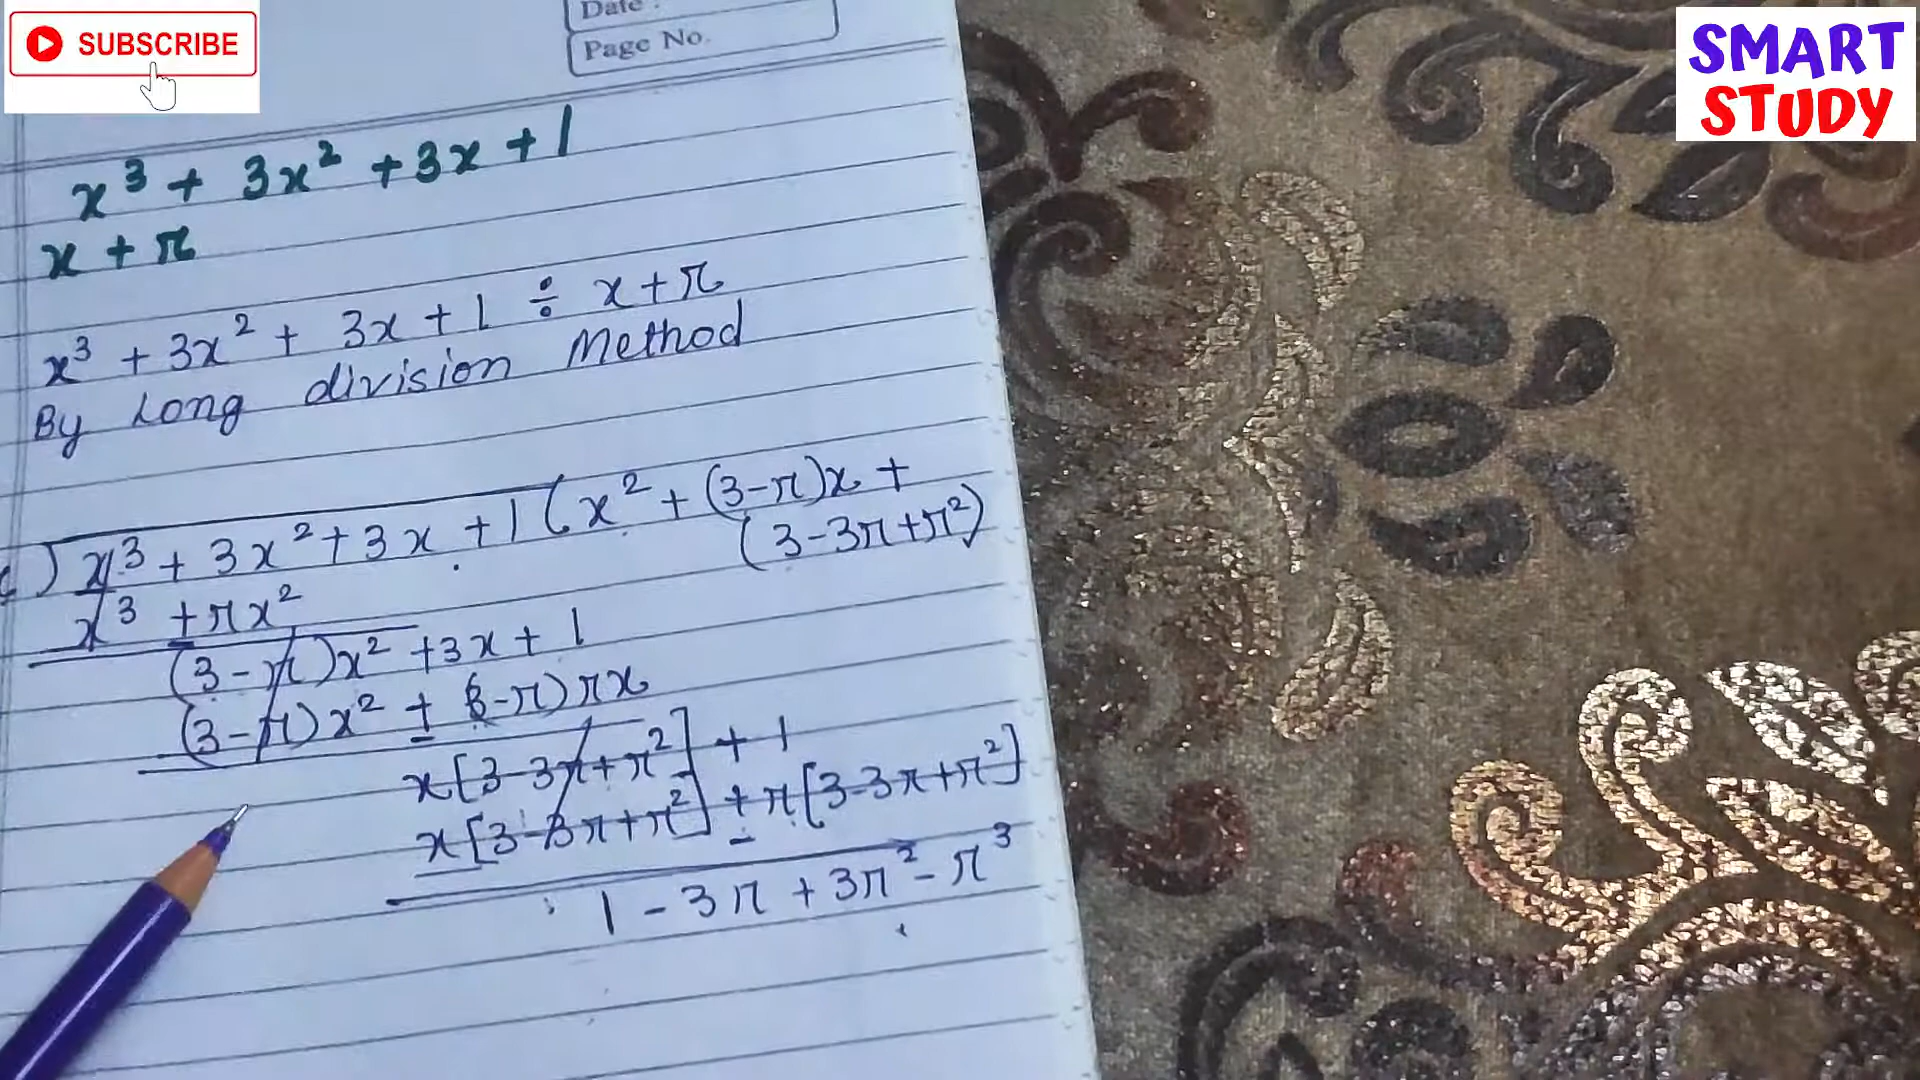 SUBSCRIBE
SMART
STUDY
Date :
Page No.
x³ + 3x² + 3x + 1
x + π
x³ + 3x² + 3x + 1 ÷ x + π
By Long division Method
) x³ + 3x² + 3x + 1 ( x² + (3-π)x +
(3-3π+π²)
x³ + πx²
(3-π)x² + 3x + 1
(3-π)x² + (3-π)πx
x[3-3π+π²] + 1
x[3-3π+π²] + π[3-3π+π²]
1 - 3π + 3π² - π³